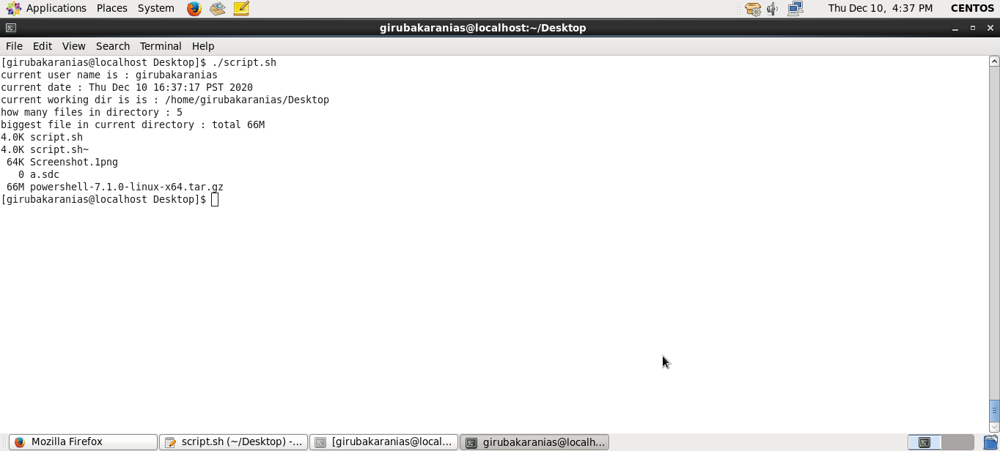 Applications Places System Thu Dec 10, 4:37 PM CENTOS
girubakaranias@localhost:~/Desktop
File Edit View Search Terminal Help
[girubakaranias@localhost Desktop]$ ./script.sh
current user name is : girubakaranias
current date : Thu Dec 10 16:37:17 PST 2020
current working dir is is : /home/girubakaranias/Desktop
how many files in directory : 5
biggest file in current directory : total 66M
4.0K script.sh
4.0K script.sh~
 64K Screenshot.1png
   0 a.sdc
 66M powershell-7.1.0-linux-x64.tar.gz
[girubakaranias@localhost Desktop]$
Mozilla Firefox script.sh (~/Desktop) -... [girubakaranias@local... girubakaranias@localh...